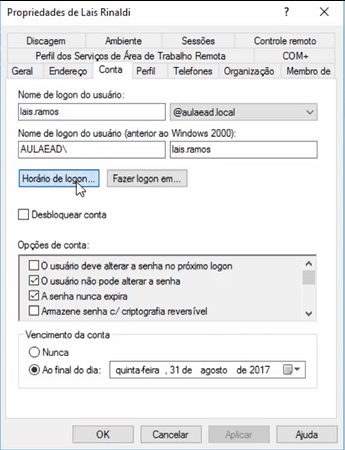 Propriedades de Lais Rinaldi ? ×
Discagem Ambiente Sessões Controle remoto
Perfil dos Serviços de Área de Trabalho Remota COM+
Geral Endereço Conta Perfil Telefones Organização Membro de
Nome de logon do usuário:
lais.ramos @aulaead.local
Nome de logon do usuário (anterior ao Windows 2000):
AULAEAD\ lais.ramos
Horário de logon... Fazer logon em...
Desbloquear conta
Opções de conta:
O usuário deve alterar a senha no próximo logon
O usuário não pode alterar a senha
A senha nunca expira
Armazene senha c/ criptografia reversível
Vencimento da conta
Nunca
Ao final do dia: quinta-feira , 31 de agosto de 2017
OK Cancelar Aplicar Ajuda